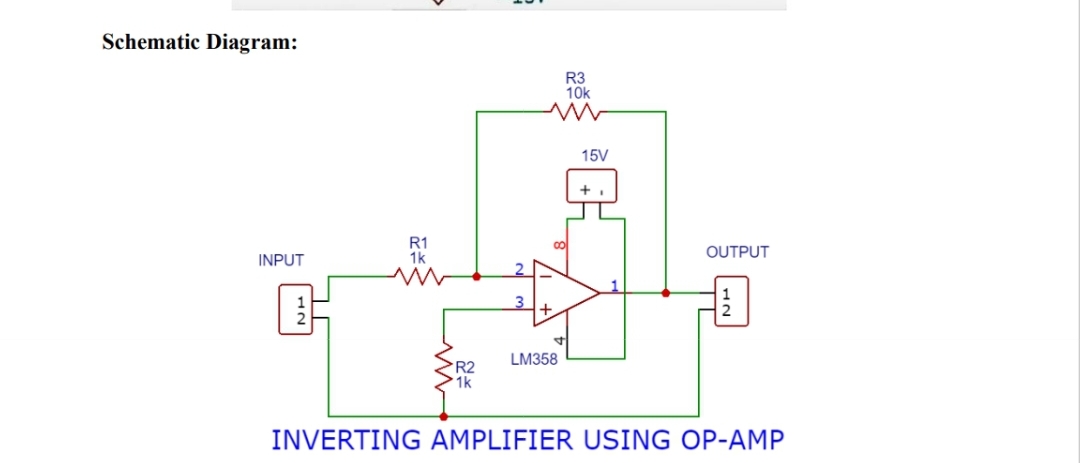 Schematic Diagram:
R3
10k
15V
+ -
8
R1
1k
INPUT
OUTPUT
2
−
1
1
2
3
+
1
2
4
LM358
R2
1k
INVERTING AMPLIFIER USING OP-AMP